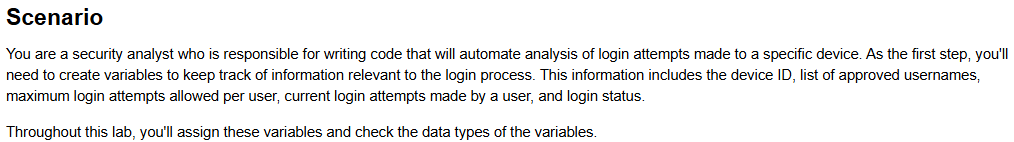 Scenario
You are a security analyst who is responsible for writing code that will automate analysis of login attempts made to a specific device. As the first step, you'll
need to create variables to keep track of information relevant to the login process. This information includes the device ID, list of approved usernames,
maximum login attempts allowed per user, current login attempts made by a user, and login status.
Throughout this lab, you'll assign these variables and check the data types of the variables.